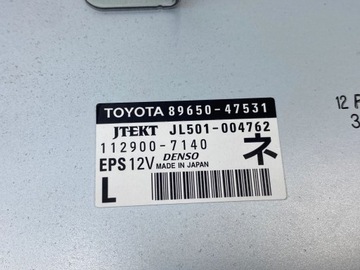 TOYOTA 89650-47531
JTEKT JL501-004762
112900-7140
DENSO
EPS 12V MADE IN JAPAN
ネ
L
12
3